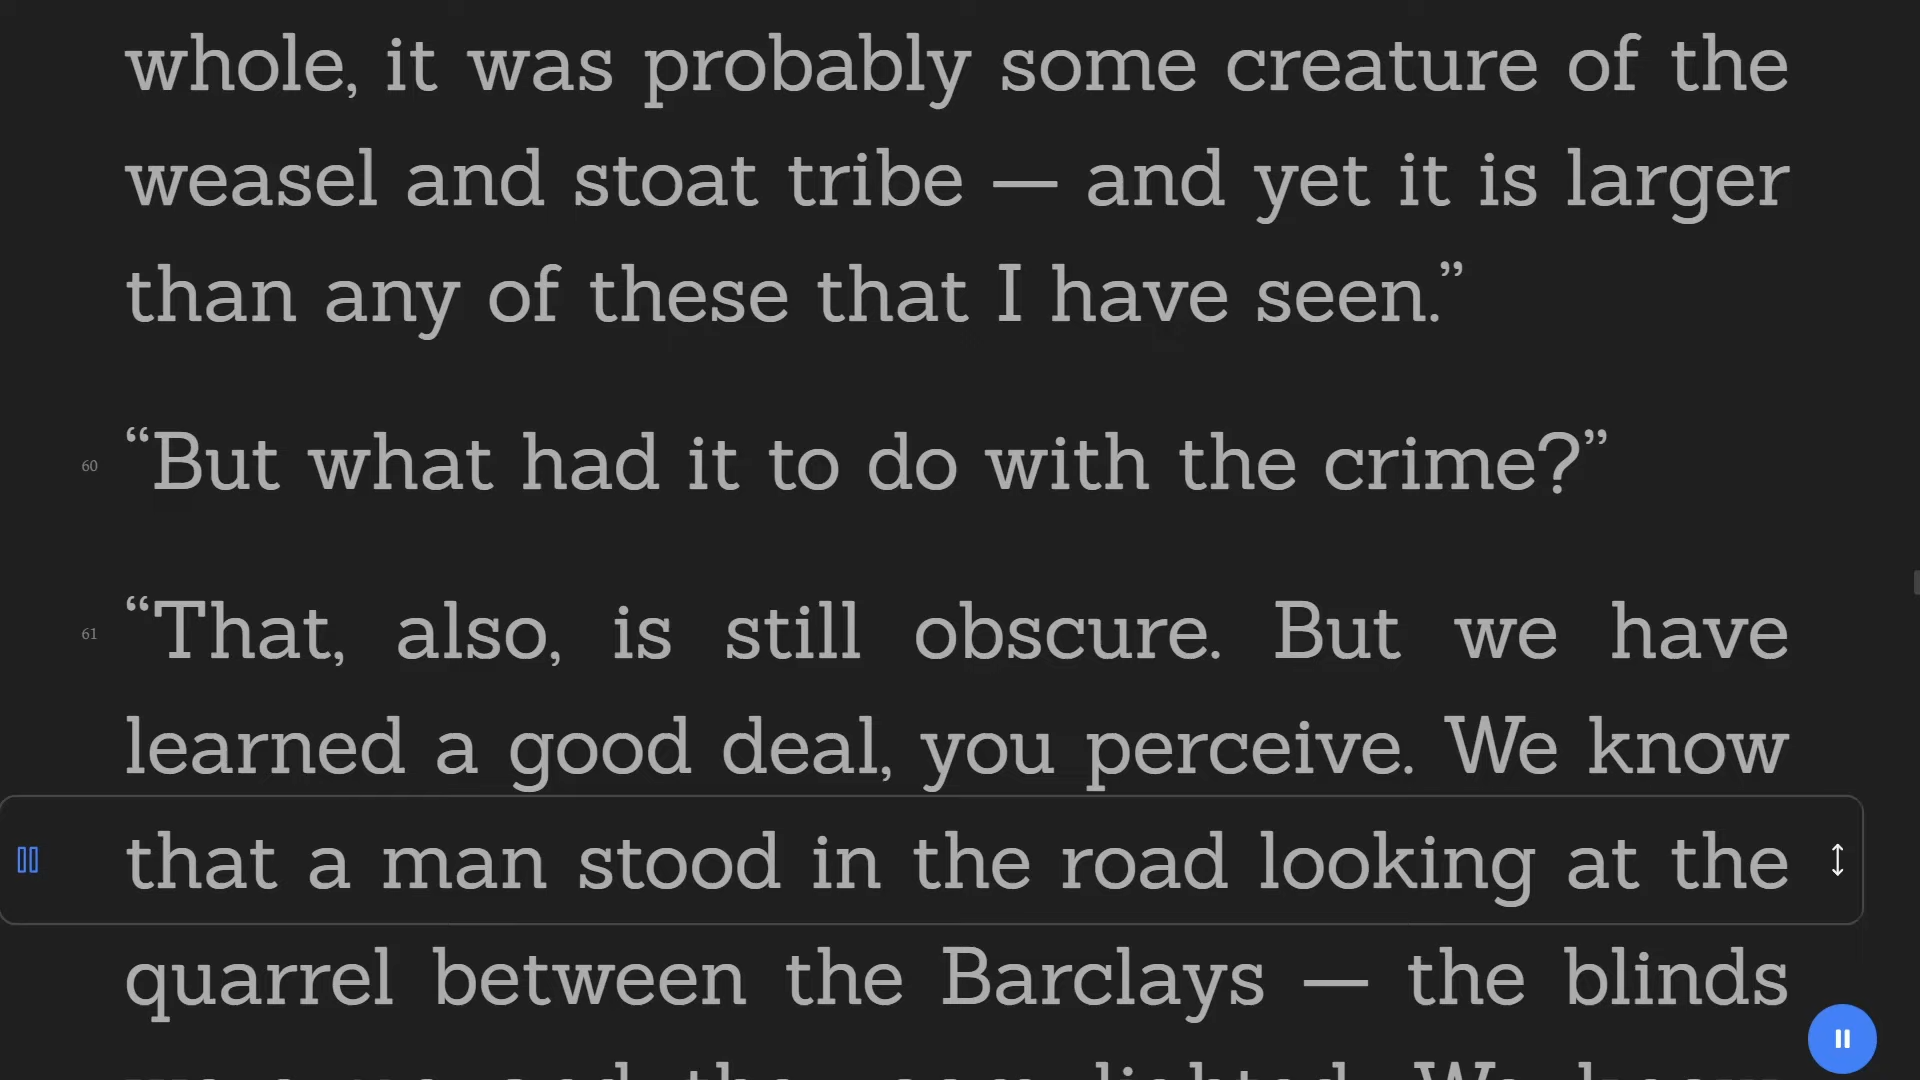 whole, it was probably some creature of the
weasel and stoat tribe — and yet it is larger
than any of these that I have seen.”
60 “But what had it to do with the crime?”
61 “That, also, is still obscure. But we have
learned a good deal, you perceive. We know
that a man stood in the road looking at the
quarrel between the Barclays — the blinds